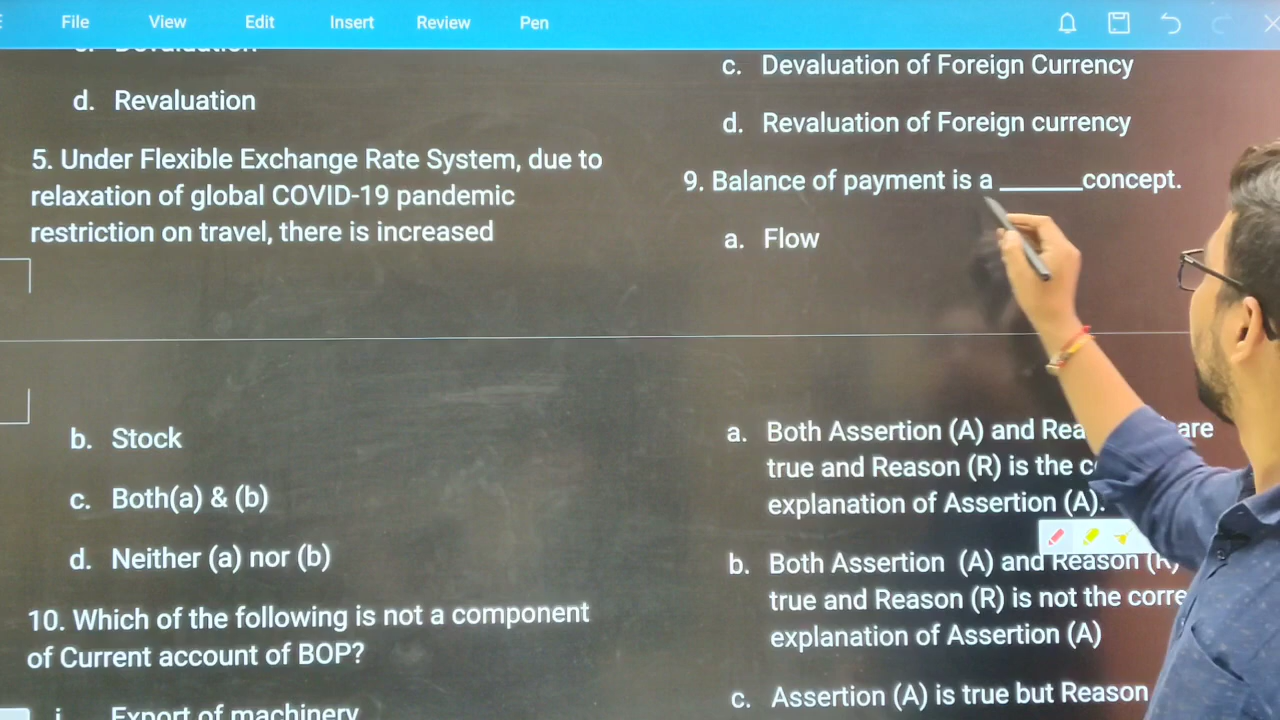 File View Edit Insert Review Pen
d. Revaluation
5. Under Flexible Exchange Rate System, due to
relaxation of global COVID-19 pandemic
restriction on travel, there is increased
c. Devaluation of Foreign Currency
d. Revaluation of Foreign currency
9. Balance of payment is a ______concept.
a. Flow
b. Stock
c. Both(a) & (b)
d. Neither (a) nor (b)
10. Which of the following is not a component
of Current account of BOP?
i. Export of machinery
a. Both Assertion (A) and are
true and Reason (R) is the
explanation of Assertion (A).
b. Both Assertion (A) and Reason (R)
true and Reason (R) is not the
explanation of Assertion (A)
c. Assertion (A) is true but Reason